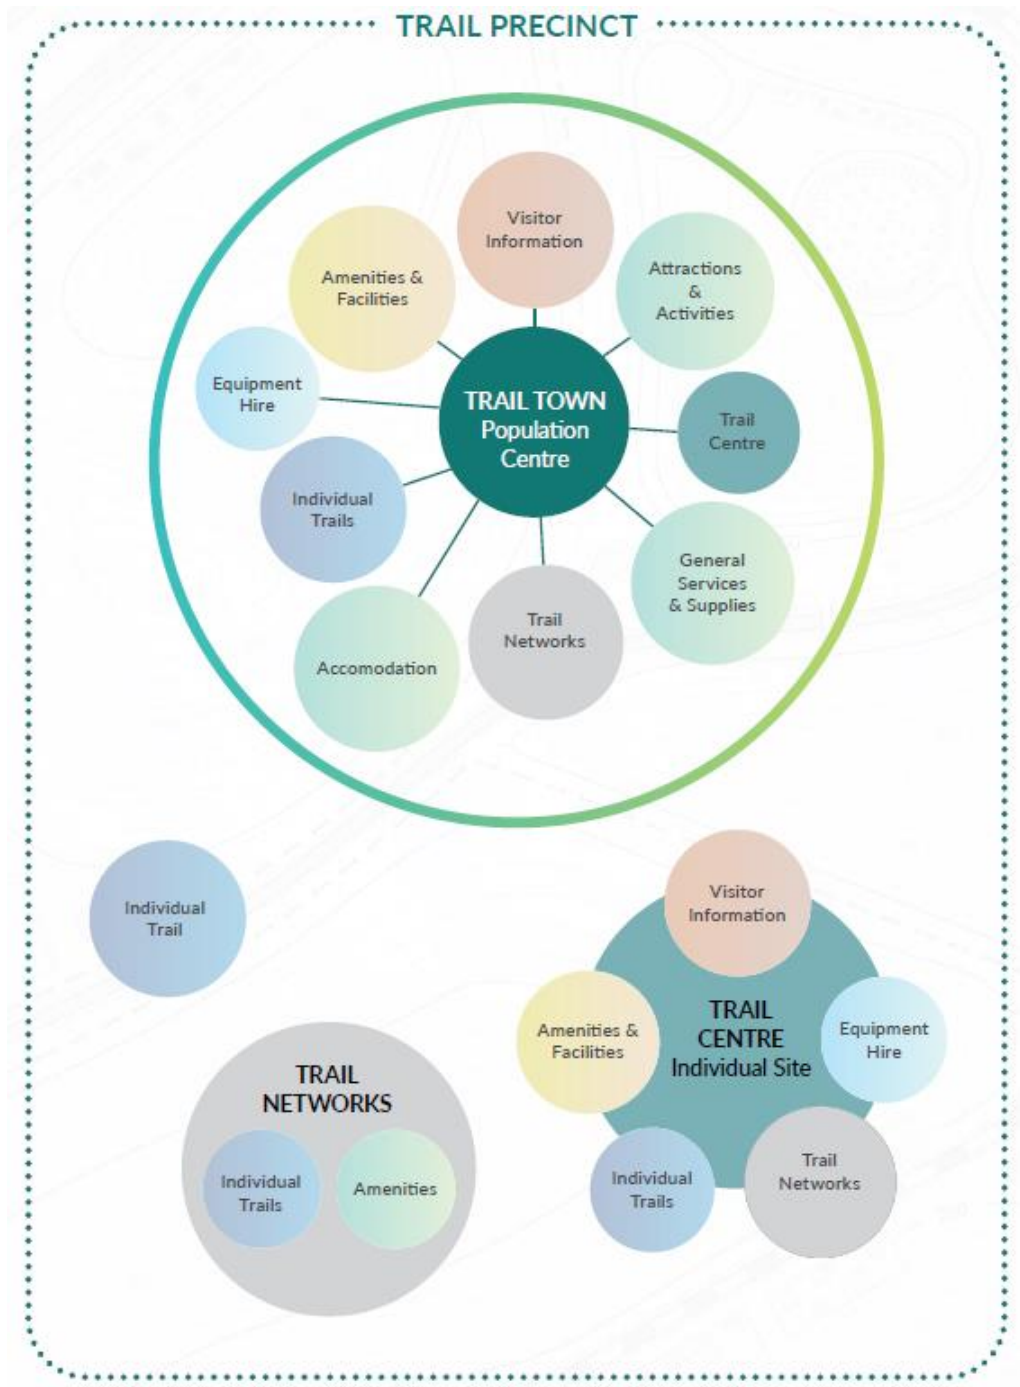 TRAIL PRECINCT
Visitor
Information
Amenities &
Facilities
Attractions
&
Activities
Equipment
Hire
TRAIL TOWN
Population
Centre
Trail
Centre
Individual
Trails
General
Services
& Supplies
Trail
Networks
Accomodation
Individual
Trail
Visitor
Information
TRAIL
CENTRE
Individual Site
Amenities &
Facilities
Equipment
Hire
Individual
Trails
Trail
Networks
TRAIL
NETWORKS
Individual
Trails
Amenities